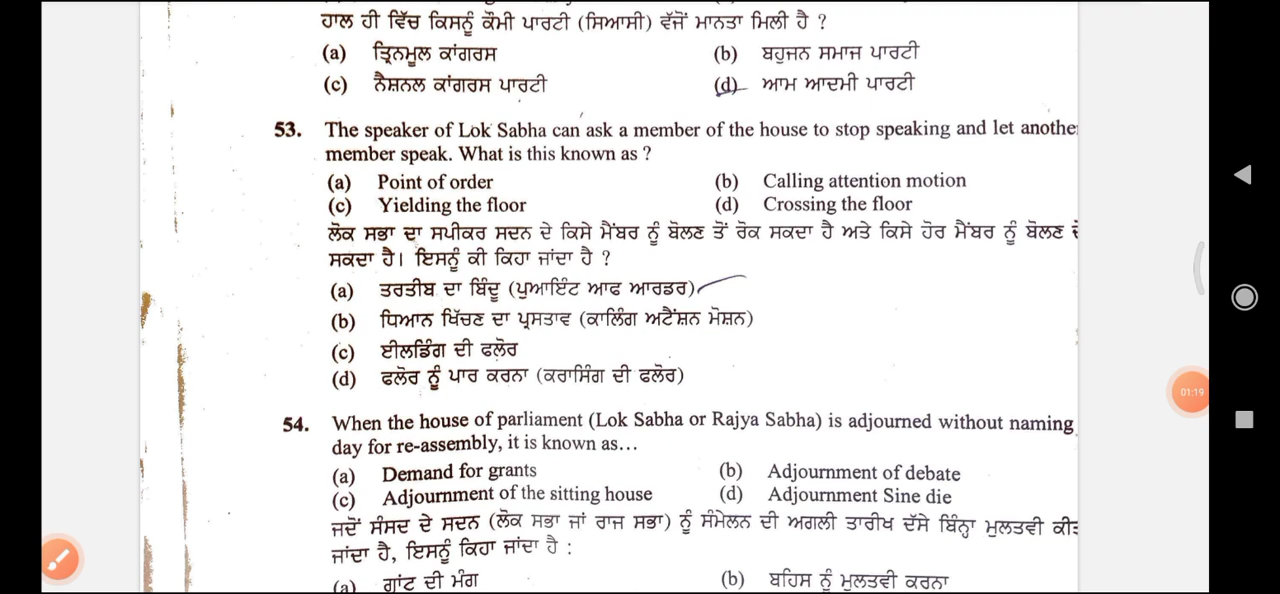 ਹਾਲ ਹੀ ਵਿੱਚ ਕਿਸਨੂੰ ਕੌਮੀ ਪਾਰਟੀ (ਸਿਆਸੀ) ਵੱਜੋਂ ਮਾਨਤਾ ਮਿਲੀ ਹੈ ?
(a) ਤ੍ਰਿਨਮੂਲ ਕਾਂਗਰਸ (b) ਬਹੁਜਨ ਸਮਾਜ ਪਾਰਟੀ
(c) ਨੈਸ਼ਨਲ ਕਾਂਗਰਸ ਪਾਰਟੀ (d) ਆਮ ਆਦਮੀ ਪਾਰਟੀ
53. The speaker of Lok Sabha can ask a member of the house to stop speaking and let anothe
member speak. What is this known as ?
(a) Point of order (b) Calling attention motion
(c) Yielding the floor (d) Crossing the floor
ਲੋਕ ਸਭਾ ਦਾ ਸਪੀਕਰ ਸਦਨ ਦੇ ਕਿਸੇ ਮੈਂਬਰ ਨੂੰ ਬੋਲਣ ਤੋਂ ਰੋਕ ਸਕਦਾ ਹੈ ਅਤੇ ਕਿਸੇ ਹੋਰ ਮੈਂਬਰ ਨੂੰ ਬੋਲਣ
ਸਕਦਾ ਹੈ। ਇਸਨੂੰ ਕੀ ਕਿਹਾ ਜਾਂਦਾ ਹੈ ?
(a) ਤਰਤੀਬ ਦਾ ਬਿੰਦੂ (ਪੁਆਇੰਟ ਆਫ ਆਰਡਰ)
(b) ਧਿਆਨ ਖਿੱਚਣ ਦਾ ਪ੍ਰਸਤਾਵ (ਕਾਲਿੰਗ ਅਟੈਂਸ਼ਨ ਮੋਸ਼ਨ)
(c) ਈਲਡਿੰਗ ਦੀ ਫਲੋਰ
(d) ਫਲੋਰ ਨੂੰ ਪਾਰ ਕਰਨਾ (ਕਰਾਸਿੰਗ ਦੀ ਫਲੋਰ)
54. When the house of parliament (Lok Sabha or Rajya Sabha) is adjourned without naming
day for re-assembly, it is known as…
(a) Demand for grants (b) Adjournment of debate
(c) Adjournment of the sitting house (d) Adjournment Sine die
ਜਦੋਂ ਸੰਸਦ ਦੇ ਸਦਨ (ਲੋਕ ਸਭਾ ਜਾਂ ਰਾਜ ਸਭਾ) ਨੂੰ ਸੰਮੇਲਨ ਦੀ ਅਗਲੀ ਤਾਰੀਖ ਦੱਸੇ ਬਿੰਨ੍ਹਾ ਮੁਲਤਵੀ
ਜਾਂਦਾ ਹੈ, ਇਸਨੂੰ ਕਿਹਾ ਜਾਂਦਾ ਹੈ :
(a) ਗ੍ਰਾਂਟ ਦੀ ਮੰਗ (b) ਬਹਿਸ ਨੂੰ ਮੁਲਤਵੀ ਕਰਨਾ
01:19